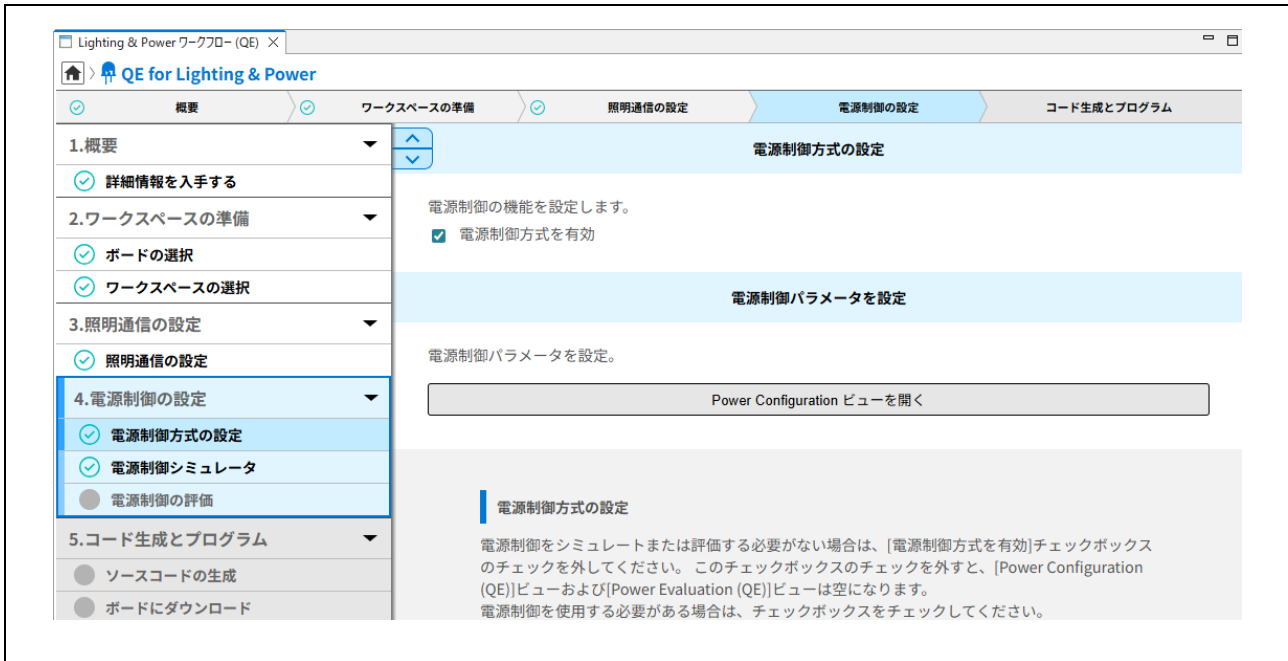 Lighting & Power ワークフロー (QE)
QE for Lighting & Power
概要
ワークスペースの準備
照明通信の設定
電源制御の設定
コード生成とプログラム
1.概要
詳細情報を入手する
2.ワークスペースの準備
ボードの選択
ワークスペースの選択
3.照明通信の設定
照明通信の設定
4.電源制御の設定
電源制御方式の設定
電源制御シミュレータ
電源制御の評価
5.コード生成とプログラム
ソースコードの生成
ボードにダウンロード
電源制御方式の設定
電源制御の機能を設定します。
電源制御方式を有効
電源制御パラメータを設定
電源制御パラメータを設定。
Power Configuration ビューを開く
電源制御方式の設定
電源制御をシミュレートまたは評価する必要がない場合は、[電源制御方式を有効]チェックボックス
のチェックを外してください。 このチェックボックスのチェックを外すと、[Power Configuration
(QE)]ビューおよび[Power Evaluation (QE)]ビューは空になります。
電源制御を使用する必要がある場合は、チェックボックスをチェックしてください。